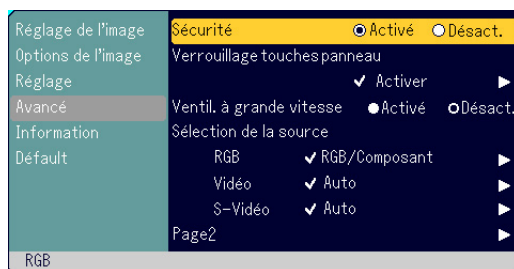 Réglage de l'image
Options de l'image
Réglage
Avancé
Information
Défault
Sécurité Activé Désact.
Verrouillage touches panneau
Activer
Ventil. à grande vitesse Activé Désact.
Sélection de la source
RGB RGB/Composant
Vidéo Auto
S-Vidéo Auto
Page2
RGB